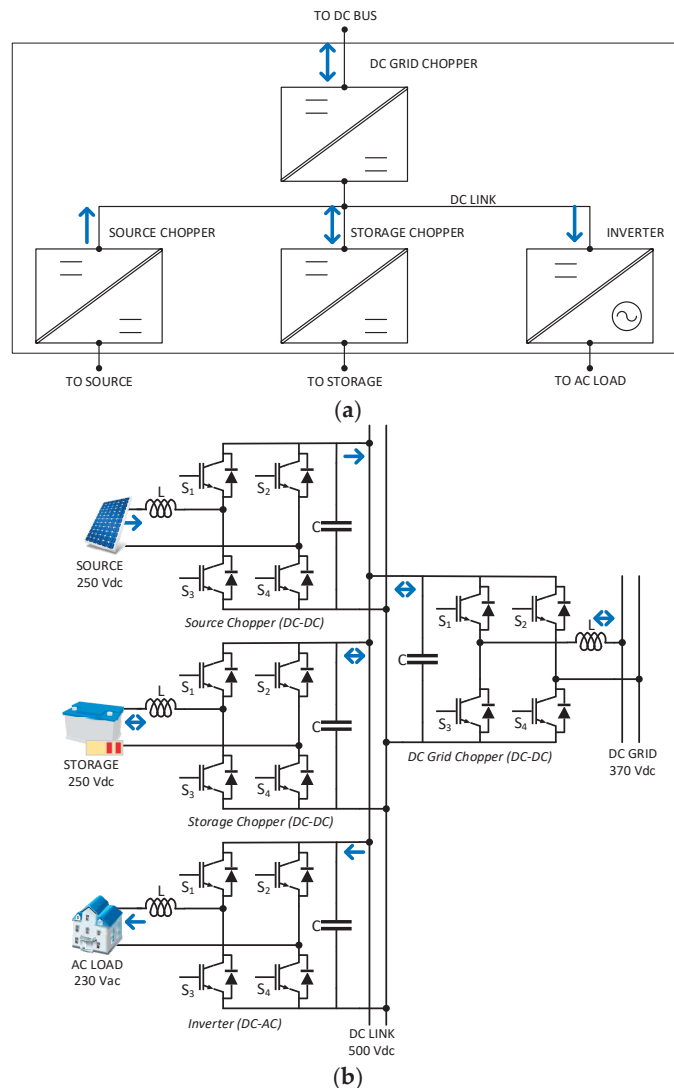 TO DC BUS
DC GRID CHOPPER
DC LINK
SOURCE CHOPPER
STORAGE CHOPPER
INVERTER
TO SOURCE
TO STORAGE
TO AC LOAD
(a)
S1
S2
L
C
SOURCE
250 Vdc
S3
S4
Source Chopper (DC-DC)
S1
S2
L
C
STORAGE
250 Vdc
S3
S4
Storage Chopper (DC-DC)
S1
S2
L
C
S3
S4
DC Grid Chopper (DC-DC)
DC GRID
370 Vdc
S1
S2
L
C
AC LOAD
230 Vac
S3
S4
Inverter (DC-AC)
DC LINK
500 Vdc
(b)